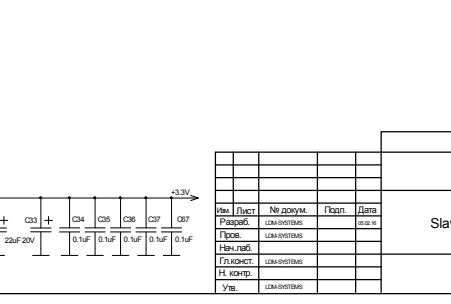 +3.3V
C33 C34 C35 C36 C37 C67
22uF 20V 0.1uF 0.1uF 0.1uF 0.1uF 0.1uF
Изм. Лист № докум. Подп. Дата
Разраб. LDM-SYSTEMS 05.02.16
Пров. LDM-SYSTEMS
Нач.лаб.
Гл.конст. LDM-SYSTEMS
Н. контр.
Утв. LDM-SYSTEMS
Slav